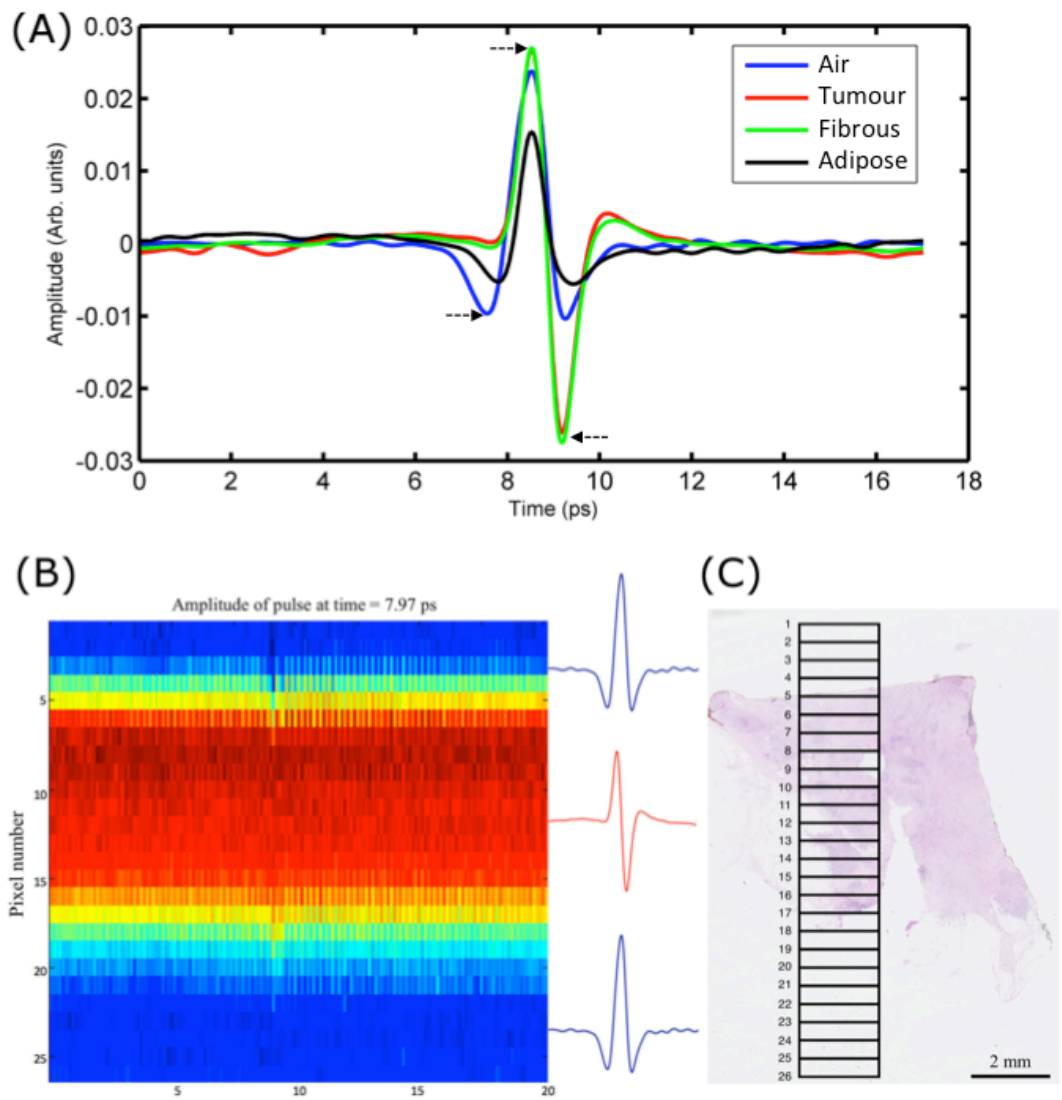 (A)
0.03
0.02
0.01
0
-0.01
-0.02
-0.03
Amplitude (Arb. units)
Air
Tumour
Fibrous
Adipose
0 2 4 6 8 10 12 14 16 18
Time (ps)
(B)
Amplitude of pulse at time = 7.97 ps
Pixel number
5
10
15
20
25
5 10 15 20
(C)
1
2
3
4
5
6
7
8
9
10
11
12
13
14
15
16
17
18
19
20
21
22
23
24
25
26
2 mm